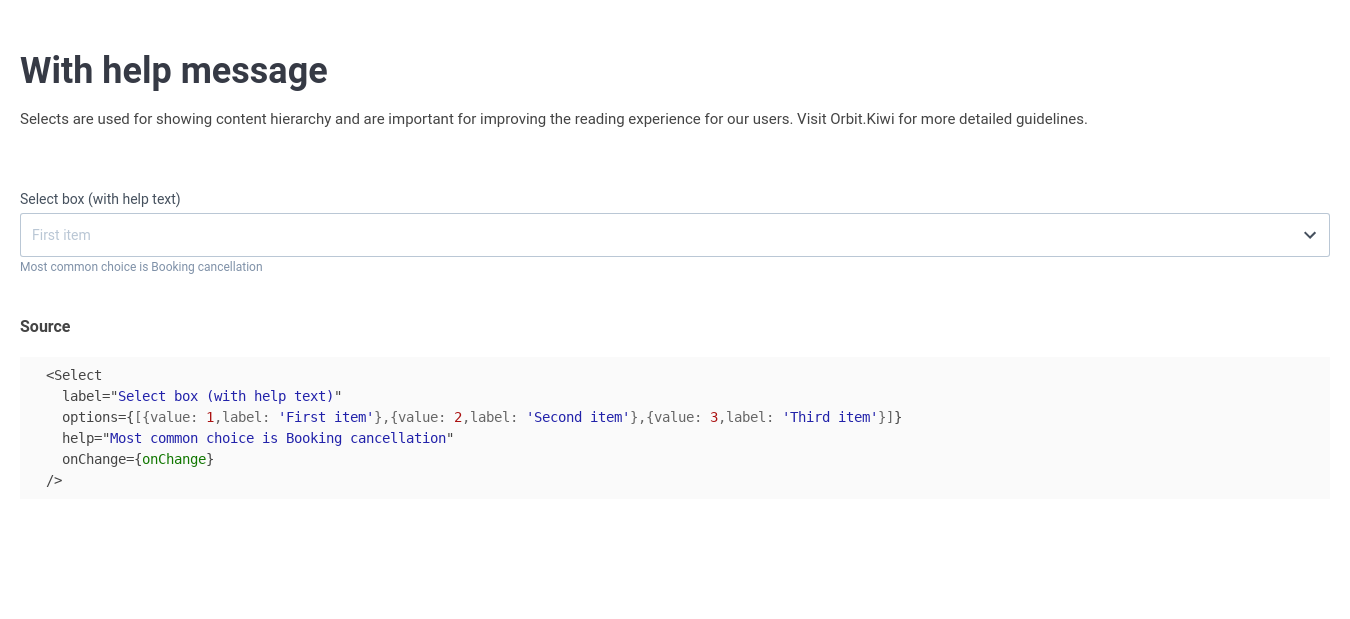 With help message
Selects are used for showing content hierarchy and are important for improving the reading experience for our users. Visit Orbit.Kiwi for more detailed guidelines.
Select box (with help text)
First item
Most common choice is Booking cancellation
Source
<Select
  label="Select box (with help text)"
  options={[{value: 1,label: 'First item'},{value: 2,label: 'Second item'},{value: 3,label: 'Third item'}]}
  help="Most common choice is Booking cancellation"
  onChange={onChange}
/>